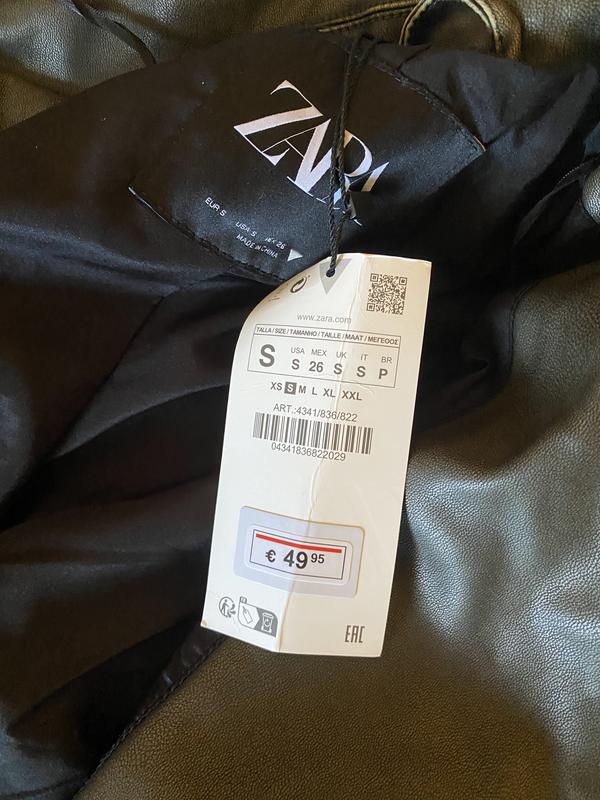 ZARA
EUR S USA S MEX 26
MADE IN CHINA
www.zara.com
TALLA / SIZE / TAMANHO / TAILLE / MAAT / ΜΕΓΕΘΟΣ
USA MEX UK IT BR
S S 26 S S P
XS S M L XL XXL
ART.:4341/836/822
04341836822029
€ 49 95
EAC